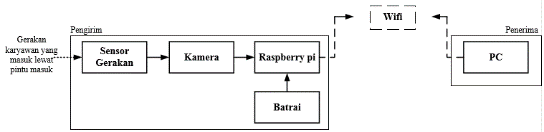 Pengirim
Wifi
Penerima
Gerakan
karyawan yang
masuk lewat
pintu masuk
Sensor
Gerakan
Kamera
Raspberry pi
PC
Batrai